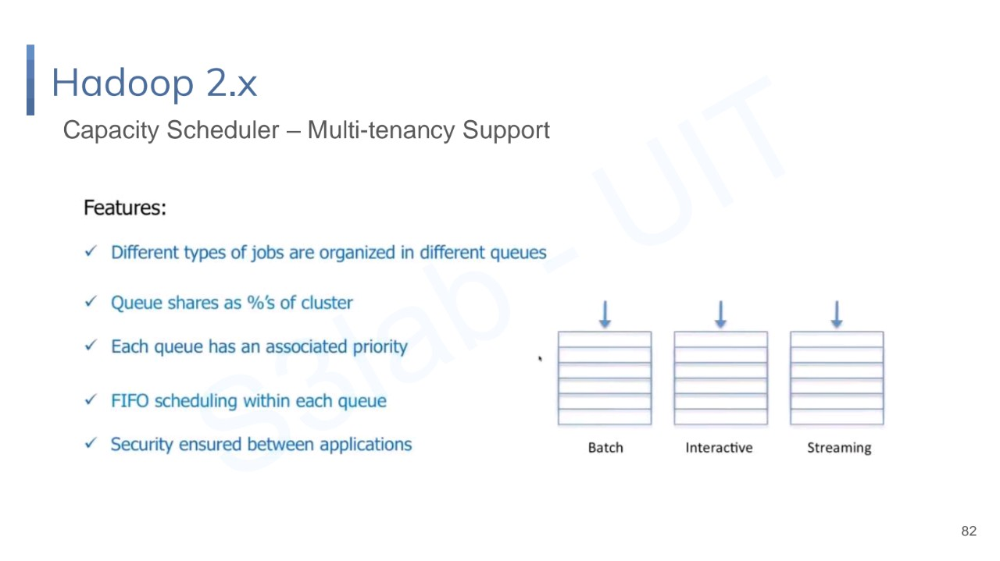 Hadoop 2.x
Capacity Scheduler – Multi-tenancy Support
Features:
✓ Different types of jobs are organized in different queues
✓ Queue shares as %'s of cluster
✓ Each queue has an associated priority
✓ FIFO scheduling within each queue
✓ Security ensured between applications
Batch
Interactive
Streaming
S3lab - UIT
82